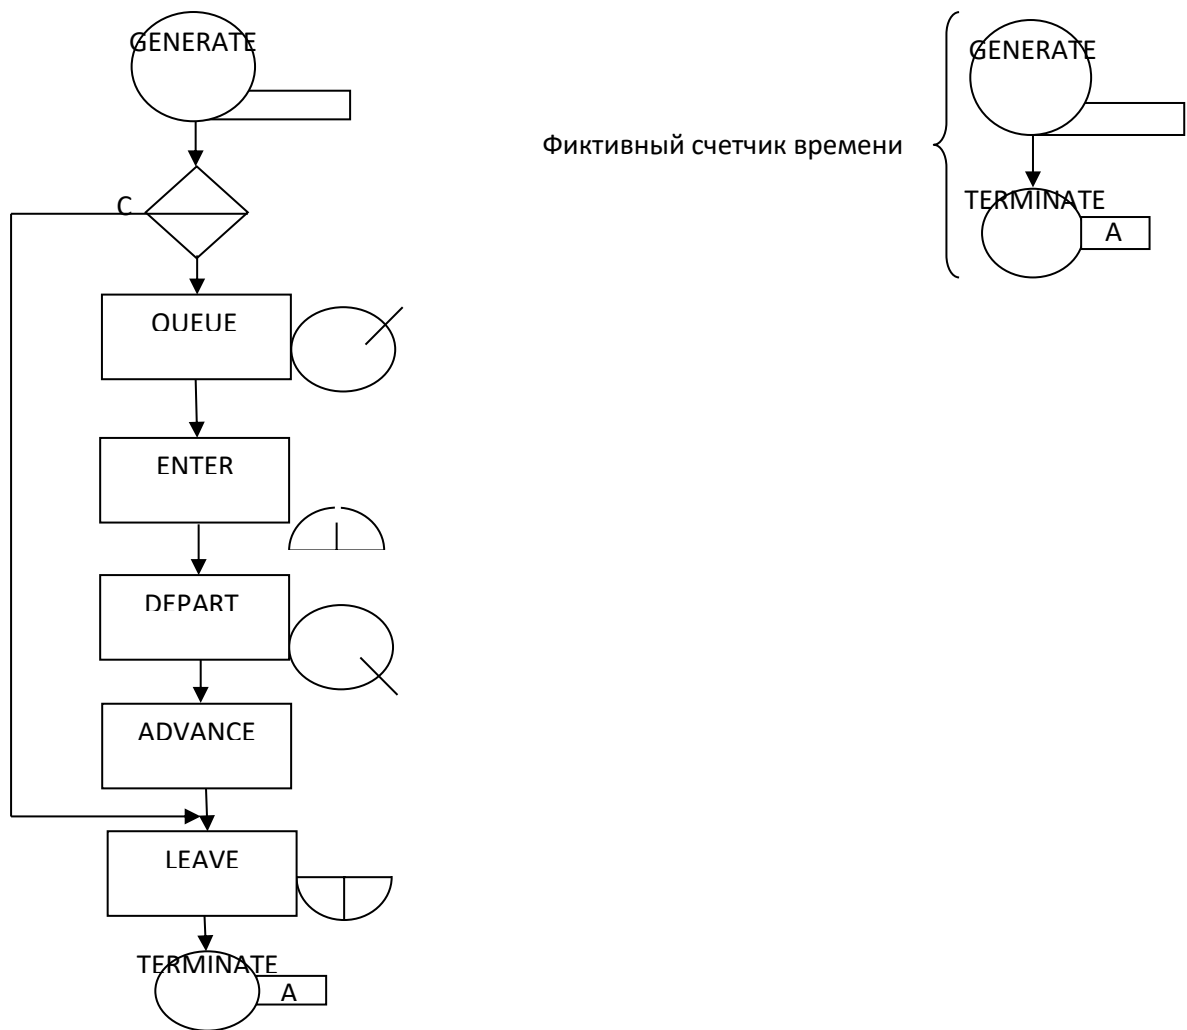 GENERATE
GENERATE
Фиктивный счетчик времени
C
TERMINATE
A
QUEUE
ENTER
DEPART
ADVANCE
LEAVE
TERMINATE
A